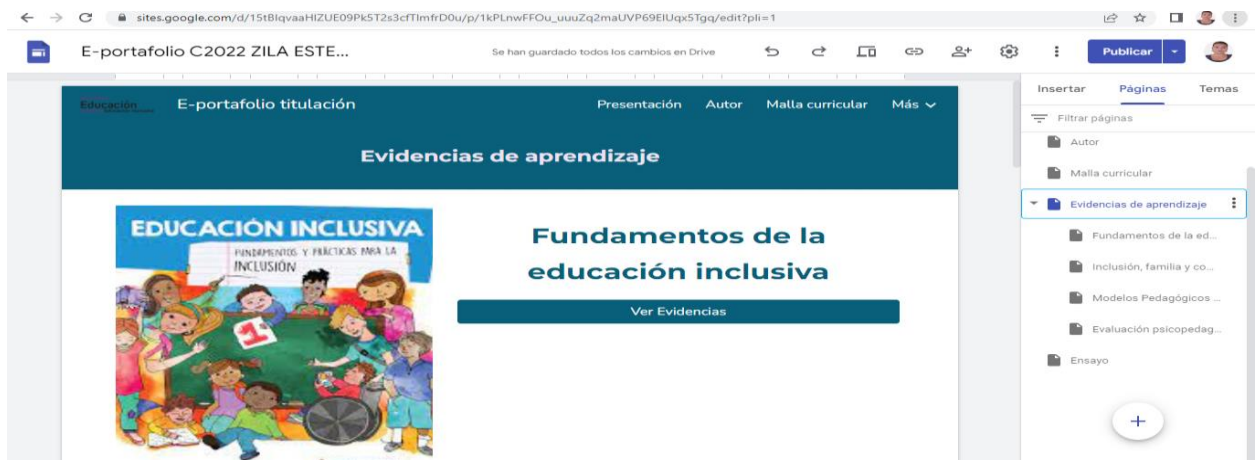 sites.google.com/d/15tBlqvaaHlZUE09Pk5T2s3cfTImfrD0u/p/1kPLnwFFOu_uuuZq2maUVP69ElUqx5Tgq/edit?pli=1
E-portafolio C2022 ZILA ESTE...
Se han guardado todos los cambios en Drive
Publicar
Insertar Páginas Temas
Educación
E-portafolio titulación
Presentación Autor Malla curricular Más
Filtrar páginas
Autor
Malla curricular
Evidencias de aprendizaje
Fundamentos de la ed...
Inclusión, familia y co...
Modelos Pedagógicos ...
Evaluación psicopedag...
Ensayo
Evidencias de aprendizaje
EDUCACIÓN INCLUSIVA
FUNDAMENTOS Y PRÁCTICAS PARA LA
INCLUSIÓN
1
Fundamentos de la
educación inclusiva
Ver Evidencias